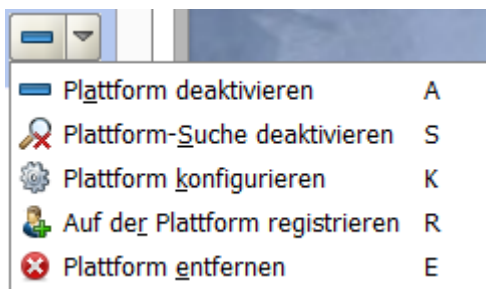 Plattform deaktivieren A
Plattform-Suche deaktivieren S
Plattform konfigurieren K
Auf der Plattform registrieren R
Plattform entfernen E